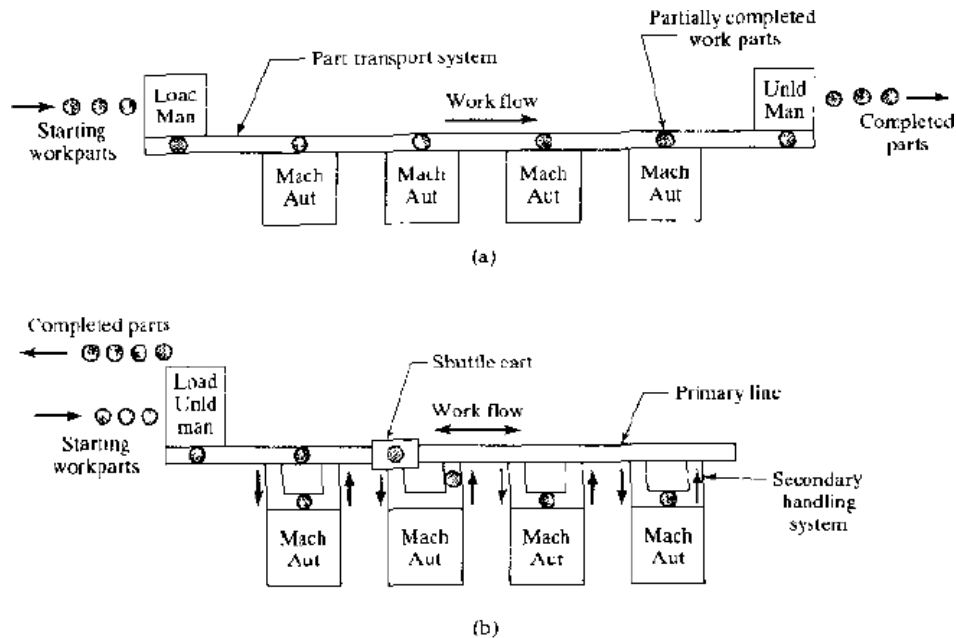 Partially completed
work parts
Part transport system
Load
Man
Work flow
Unld
Man
Starting
workparts
Completed
parts
Mach
Aut
Mach
Aut
Mach
Aut
Mach
Aut
(a)
Completed parts
Shuttle cart
Load
Unld
man
Work flow
Primary line
Starting
workparts
Secondary
handling
system
Mach
Aut
Mach
Aut
Mach
Aut
Mach
Aut
(b)